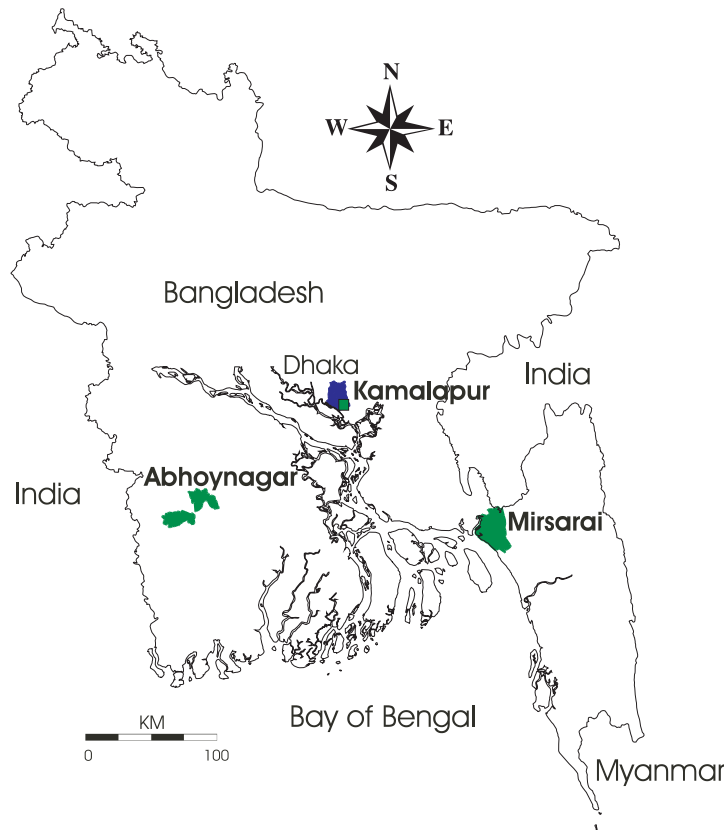 N
W E
S
Bangladesh
Dhaka
Kamalapur
India
Abhoynagar
India
Mirsarai
Bay of Bengal
KM
0 100
Myanmar